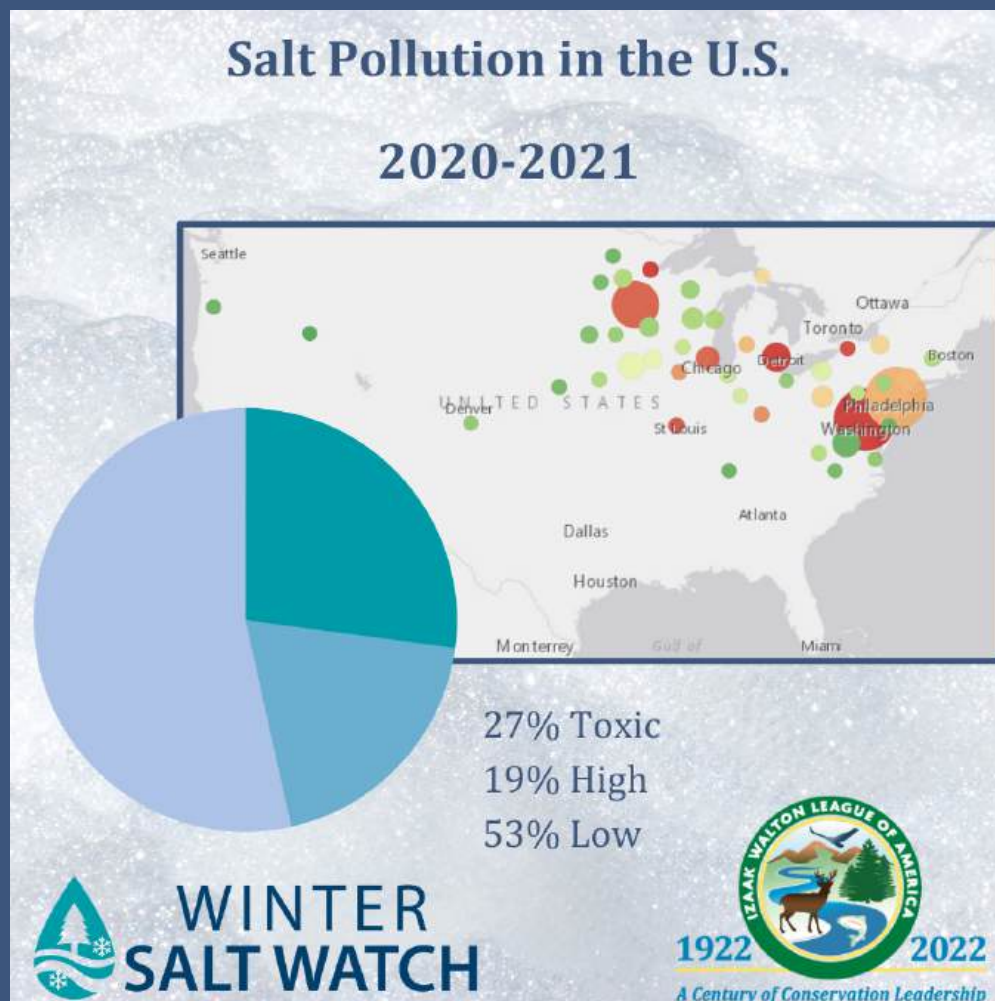 Salt Pollution in the U.S.
2020-2021
Seattle
Ottawa
Toronto
Boston
Detroit
Chicago
UNITED STATES
Denver
Philadelphia
St Louis
Washington
Atlanta
Dallas
Houston
Monterrey
Gulf of
Miami
27% Toxic
19% High
53% Low
WINTER
SALT WATCH
IZAAK WALTON LEAGUE OF AMERICA
1922 2022
A Century of Conservation Leadership